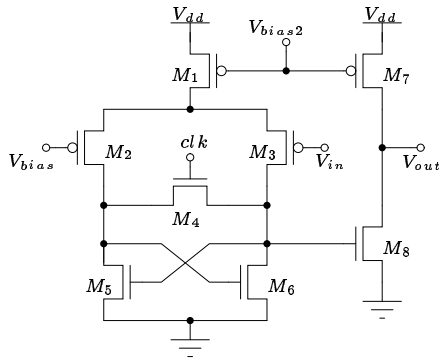 V_dd
V_dd
V_bias2
M_1
M_7
clk
M_2
M_3
V_bias
V_in
V_out
M_4
M_8
M_5
M_6